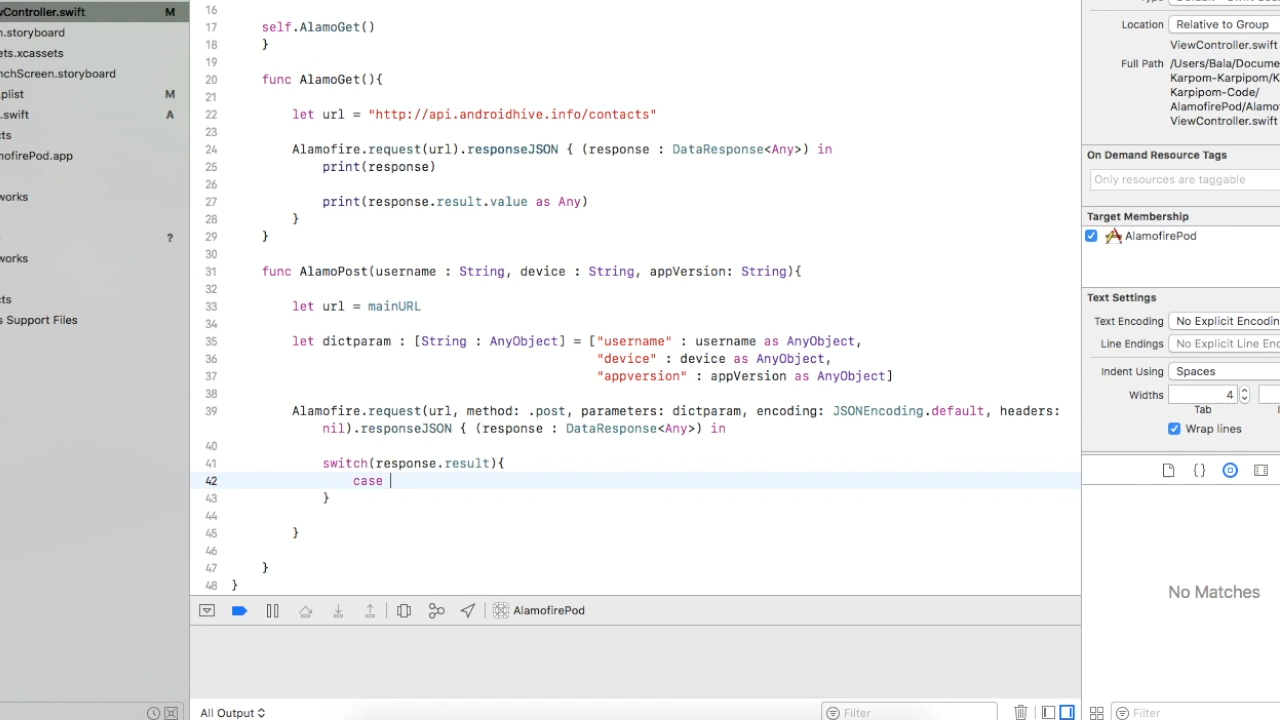 wController.swift M
n.storyboard
ets.xcassets
nchScreen.storyboard
.plist M
.swift A
cts
mofirePod.app
works
?
works
cts
s Support Files
16
17 self.AlamoGet()
18 }
19
20 func AlamoGet(){
21
22 let url = "http://api.androidhive.info/contacts"
23
24 Alamofire.request(url).responseJSON { (response : DataResponse<Any>) in
25 print(response)
26
27 print(response.result.value as Any)
28 }
29 }
30
31 func AlamoPost(username : String, device : String, appVersion: String){
32
33 let url = mainURL
34
35 let dictparam : [String : AnyObject] = ["username" : username as AnyObject,
36 "device" : device as AnyObject,
37 "appversion" : appVersion as AnyObject]
38
39 Alamofire.request(url, method: .post, parameters: dictparam, encoding: JSONEncoding.default, headers:
nil).responseJSON { (response : DataResponse<Any>) in
40
41 switch(response.result){
42 case
43 }
44
45 }
46
47 }
48 }
AlamofirePod
All Output
Filter
Location Relative to Group
ViewController.swift
Full Path /Users/Bala/Docume
Karpom-Karpipom/K
Karpipom-Code/
AlamofirePod/Alamo
ViewController.swift
On Demand Resource Tags
Only resources are taggable
Target Membership
AlamofirePod
Text Settings
Text Encoding No Explicit Encodin
Line Endings No Explicit Line End
Indent Using Spaces
Widths 4
Tab
Wrap lines
{ }
No Matches
Filter